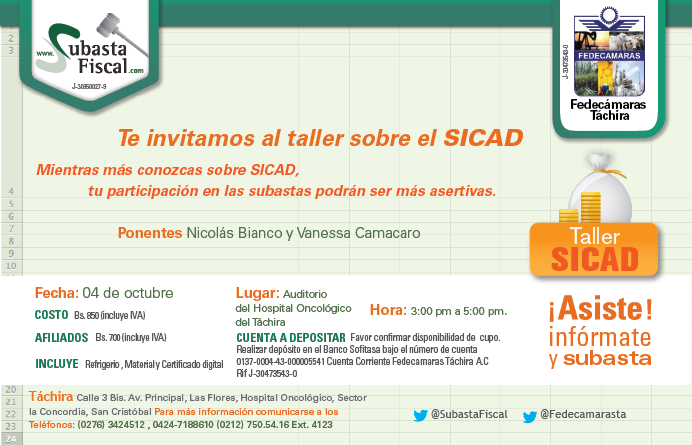 www.Subasta
Fiscal.com
J-30950027-9
J-30473543-0
FEDECAMARAS
Fedecámaras
Táchira
Te invitamos al taller sobre el SICAD
Mientras más conozcas sobre SICAD,
tu participación en las subastas podrán ser más asertivas.
Ponentes Nicolás Bianco y Vanessa Camacaro
Taller
SICAD
Fecha: 04 de octubre
COSTO Bs. 850 (incluye IVA)
AFILIADOS Bs. 700 (incluye IVA)
INCLUYE Refrigerio , Material y Certificado digital
Lugar: Auditorio
del Hospital Oncológico
del Táchira
Hora: 3:00 pm a 5:00 pm.
CUENTA A DEPOSITAR Favor confirmar disponibilidad de cupo.
Realizar depósito en el Banco Sofitasa bajo el número de cuenta
0137-0004-43-000005541 Cuenta Corriente Fedecamaras Táchira A.C
Rif J-30473543-0
¡Asiste!
infórmate
y subasta
Táchira Calle 3 Bis. Av. Principal, Las Flores, Hospital Oncológico, Sector
la Concordia, San Cristóbal Para más información comunicarse a los
Teléfonos: (0276) 3424512 , 0424-7188610 (0212) 750.54.16 Ext. 4123
@SubastaFiscal
@Fedecamarasta
2
3
4
5
6
7
8
9
10
20
21
22
23
24